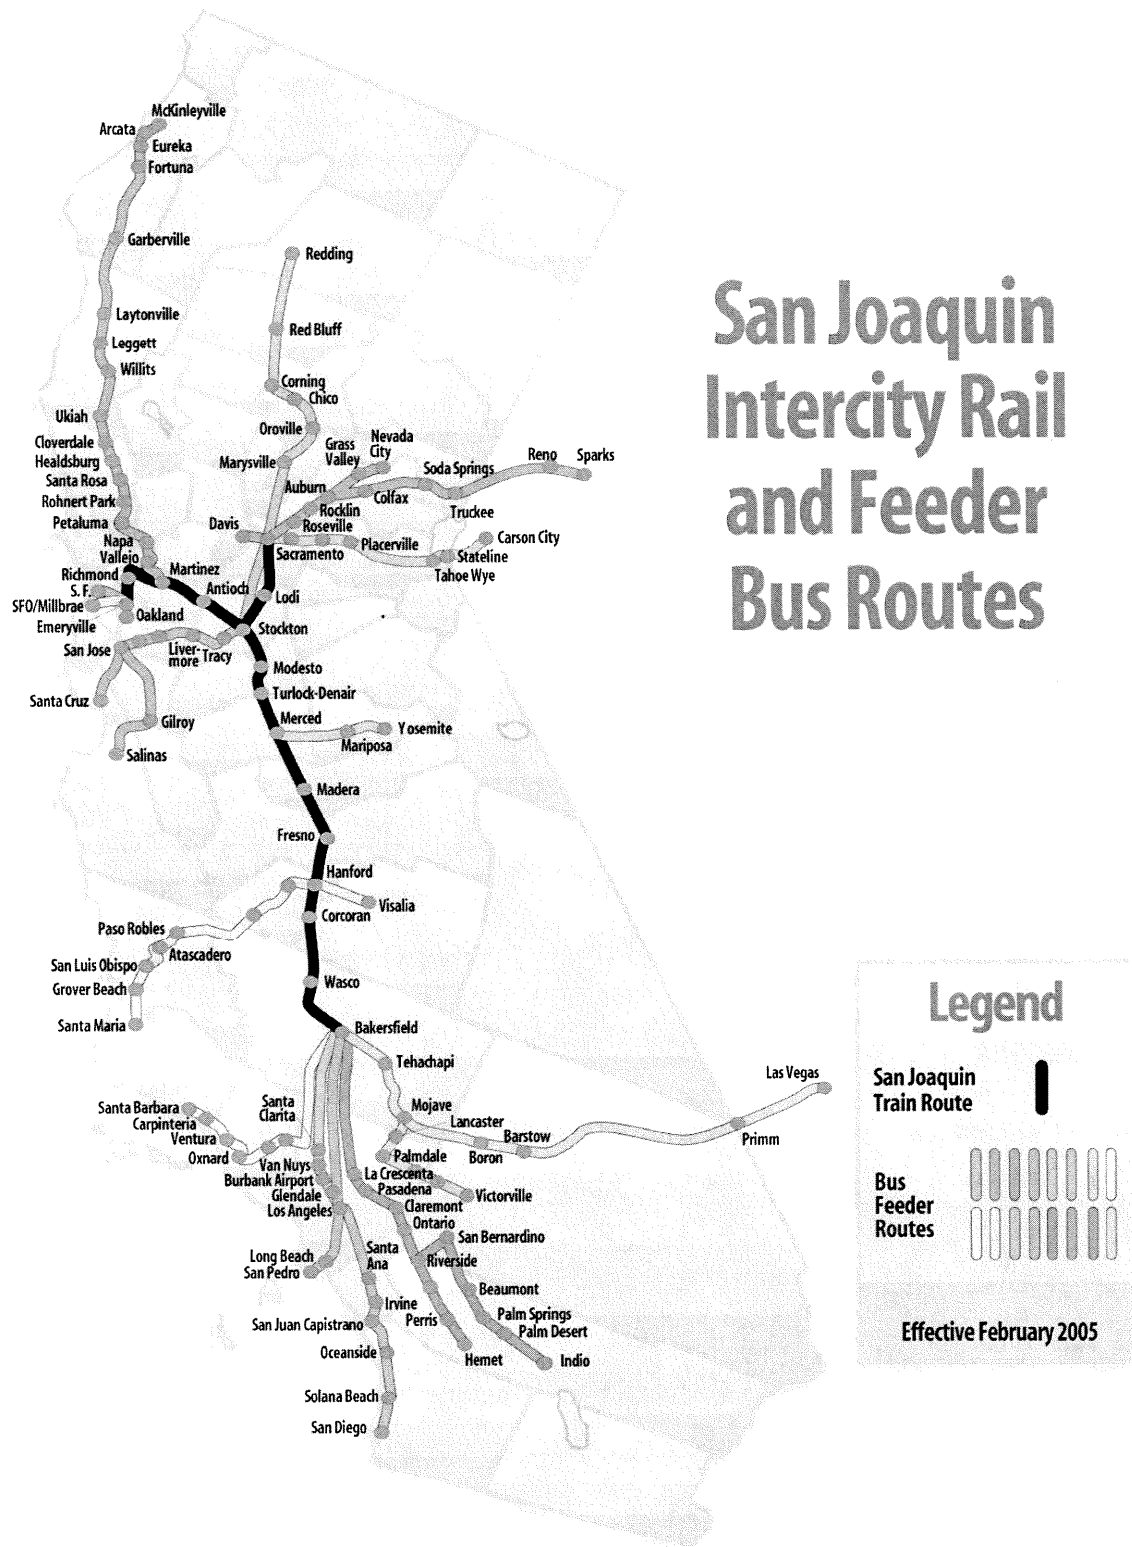 McKinleyville
Arcata
Eureka
Fortuna
Garberville
Redding
Laytonville
Red Bluff
Leggett
Willits
Corning
Chico
Ukiah
Oroville
Cloverdale
Healdsburg
Santa Rosa
Rohnert Park
Petaluma
Napa
Vallejo
Richmond
S. F.
SFO/Millbrae
Emeryville
Oakland
Martinez
Antioch
Marysville
Grass
Valley
Nevada
City
Auburn
Colfax
Soda Springs
Truckee
Reno
Sparks
Rocklin
Roseville
Davis
Sacramento
Placerville
Carson City
Stateline
Tahoe Wye
Lodi
Stockton
San Jose
Liver-
more
Tracy
Santa Cruz
Gilroy
Salinas
Modesto
Turlock-Denair
Merced
Mariposa
Yosemite
Madera
Fresno
Hanford
Visalia
Corcoran
Paso Robles
Atascadero
San Luis Obispo
Grover Beach
Santa Maria
Wasco
Bakersfield
Tehachapi
Mojave
Lancaster
Boron
Barstow
Primm
Las Vegas
Palmdale
Victorville
Santa
Clarita
Santa Barbara
Carpinteria
Ventura
Oxnard
Van Nuys
Burbank Airport
Glendale
Los Angeles
La Crescenta
Pasadena
Claremont
Ontario
San Bernardino
Riverside
Long Beach
San Pedro
Santa
Ana
Beaumont
Irvine
Perris
Palm Springs
Palm Desert
San Juan Capistrano
Hemet
Indio
Oceanside
Solana Beach
San Diego
San Joaquin
Intercity Rail
and Feeder
Bus Routes
Legend
San Joaquin
Train Route
Bus
Feeder
Routes
Effective February 2005